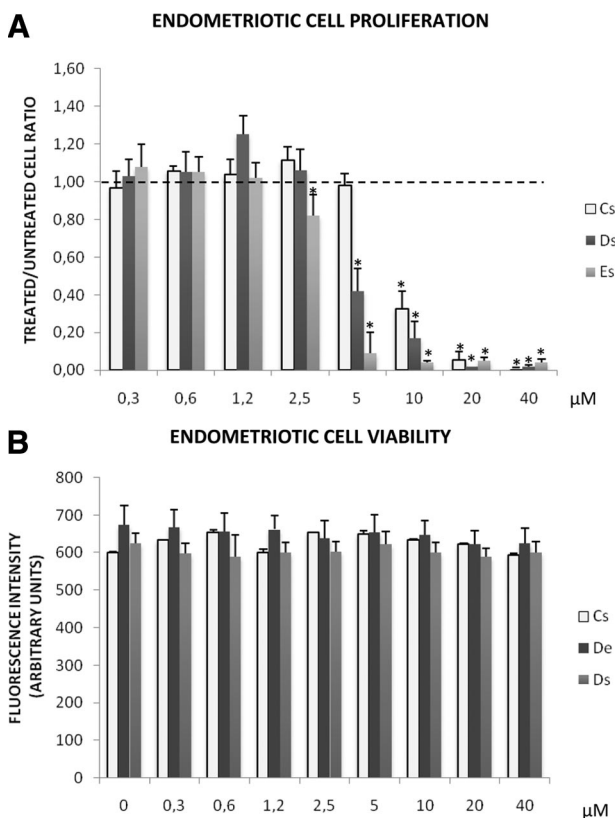 A
ENDOMETRIOTIC CELL PROLIFERATION
TREATED/UNTREATED CELL RATIO
1,60
1,40
1,20
1,00
0,80
0,60
0,40
0,20
0,00
* * * * * * * * * * * *
0,3 0,6 1,2 2,5 5 10 20 40 µM
Cs
Ds
Es
B
ENDOMETRIOTIC CELL VIABILITY
FLUORESCENCE INTENSITY
(ARBITRARY UNITS)
800
700
600
500
400
300
200
100
0
0 0,3 0,6 1,2 2,5 5 10 20 40 µM
Cs
De
Ds